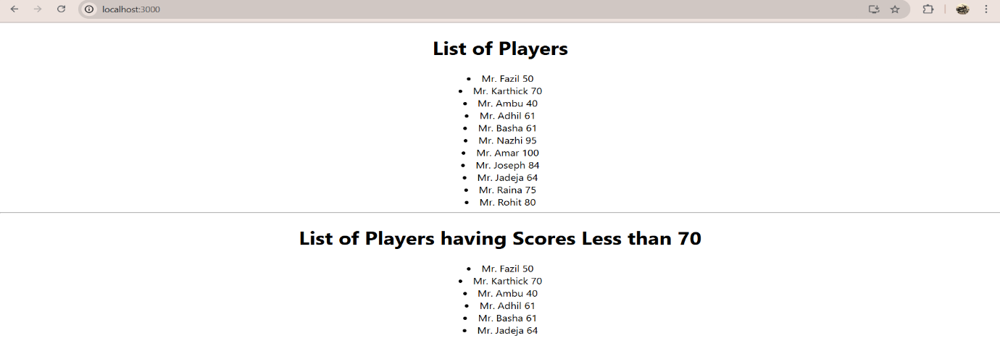 localhost:3000
List of Players
• Mr. Fazil 50
• Mr. Karthick 70
• Mr. Ambu 40
• Mr. Adhil 61
• Mr. Basha 61
• Mr. Nazhi 95
• Mr. Amar 100
• Mr. Joseph 84
• Mr. Jadeja 64
• Mr. Raina 75
• Mr. Rohit 80
List of Players having Scores Less than 70
• Mr. Fazil 50
• Mr. Karthick 70
• Mr. Ambu 40
• Mr. Adhil 61
• Mr. Basha 61
• Mr. Jadeja 64